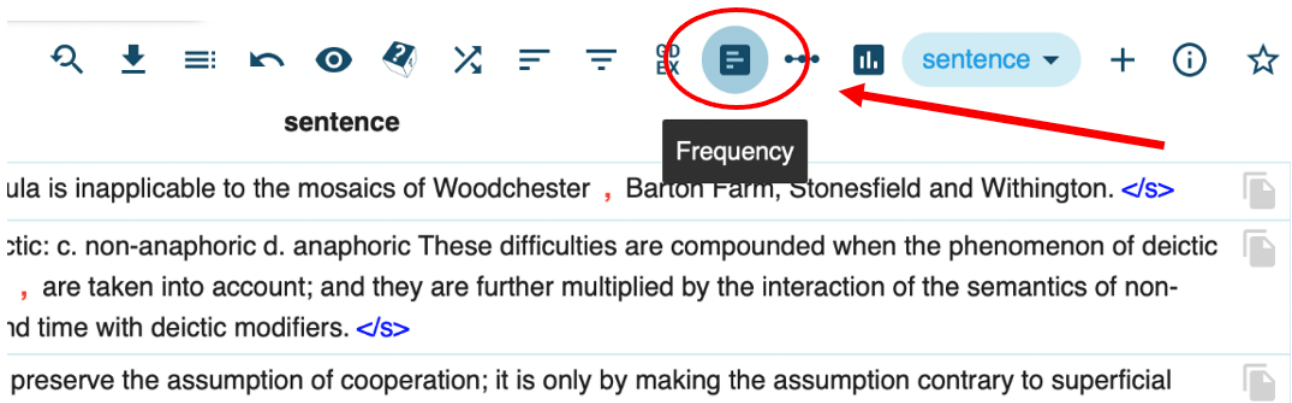 GD
EX
sentence
sentence
Frequency
ula is inapplicable to the mosaics of Woodchester , Barton Farm, Stonesfield and Withington. </s>
ctic: c. non-anaphoric d. anaphoric These difficulties are compounded when the phenomenon of deictic
, are taken into account; and they are further multiplied by the interaction of the semantics of non-
nd time with deictic modifiers. </s>
preserve the assumption of cooperation; it is only by making the assumption contrary to superficial